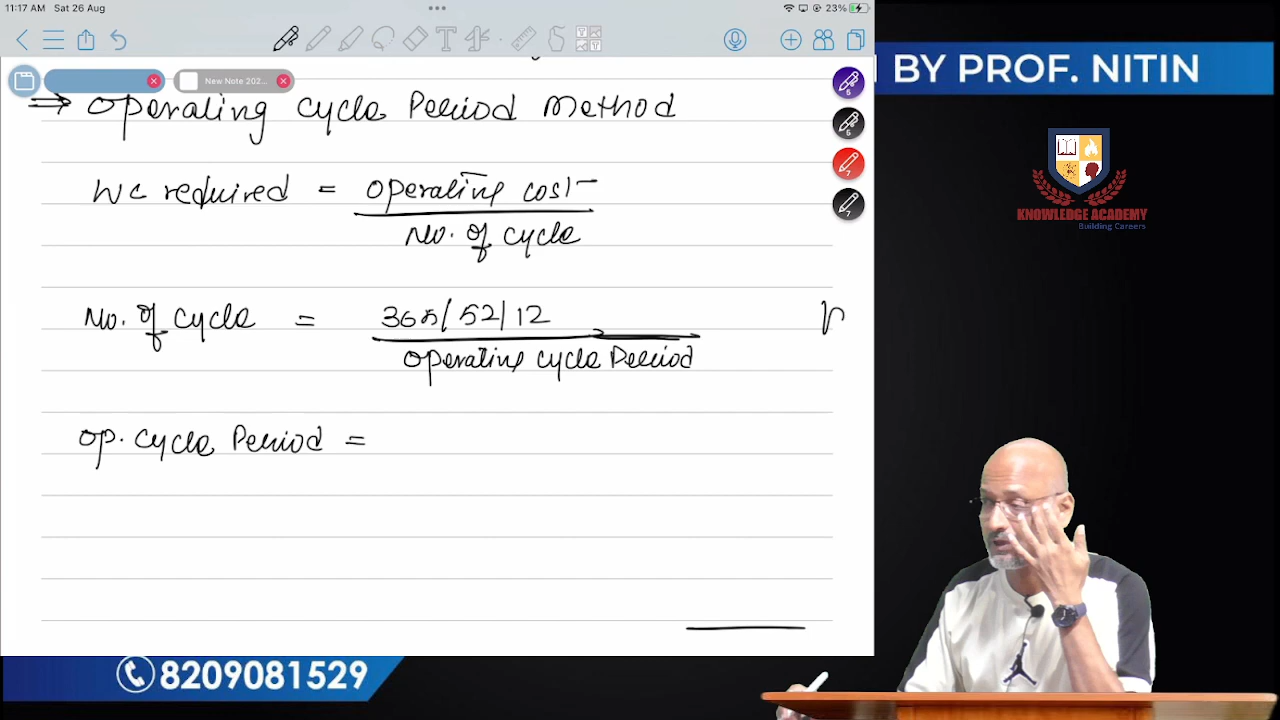 11:17 AM Sat 26 Aug
23%
New Note 202...
BY PROF. NITIN
⇒ Operating Cycle Period Method
WC required = Operating cost
No. of cycle
No. of cycle = 365/52/12
Operating cycle Period
Op. cycle Period =
KNOWLEDGE ACADEMY
Building Careers
8209081529